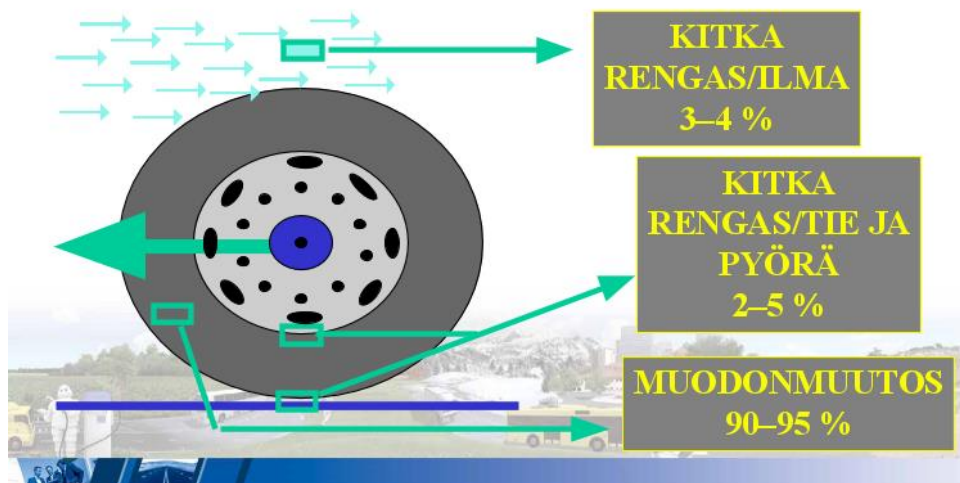 KITKA
RENGAS/ILMA
3–4 %
KITKA
RENGAS/TIE JA
PYÖRÄ
2–5 %
MUODONMUUTOS
90–95 %